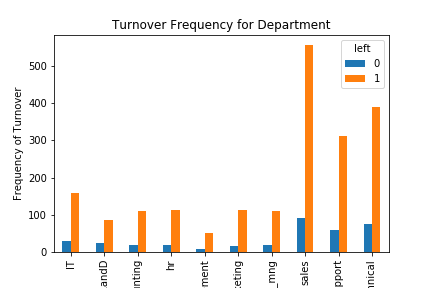 Turnover Frequency for Department
left
0
1
Frequency of Turnover
500
400
300
200
100
0
IT
andD
nting
hr
ment
eting
_mng
sales
pport
nnical